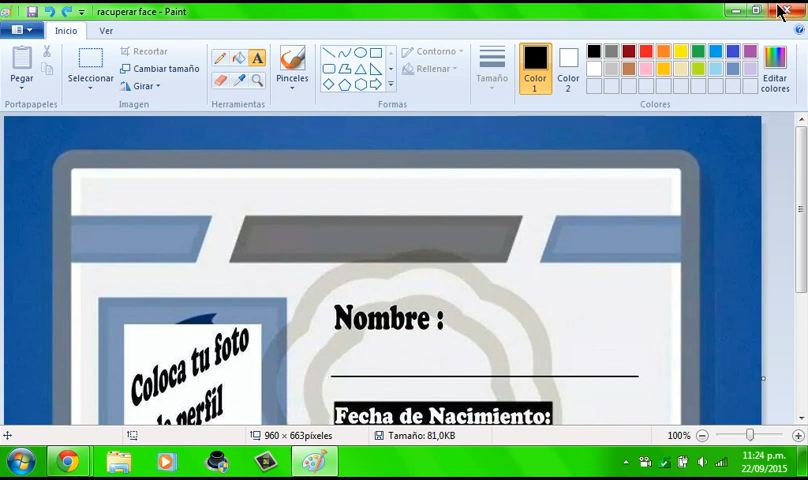 racuperar face - Paint
Inicio
Ver
Pegar
Portapapeles
Seleccionar
Recortar
Cambiar tamaño
Girar
Imagen
Herramientas
Pinceles
Contorno
Rellenar
Formas
Tamaño
Color
1
Color
2
Editar
colores
Colores
Nombre :
Coloca tu foto
de perfil
Fecha de Nacimiento:
960 × 663píxeles
Tamaño: 81,0KB
100%
11:24 p.m.
22/09/2015